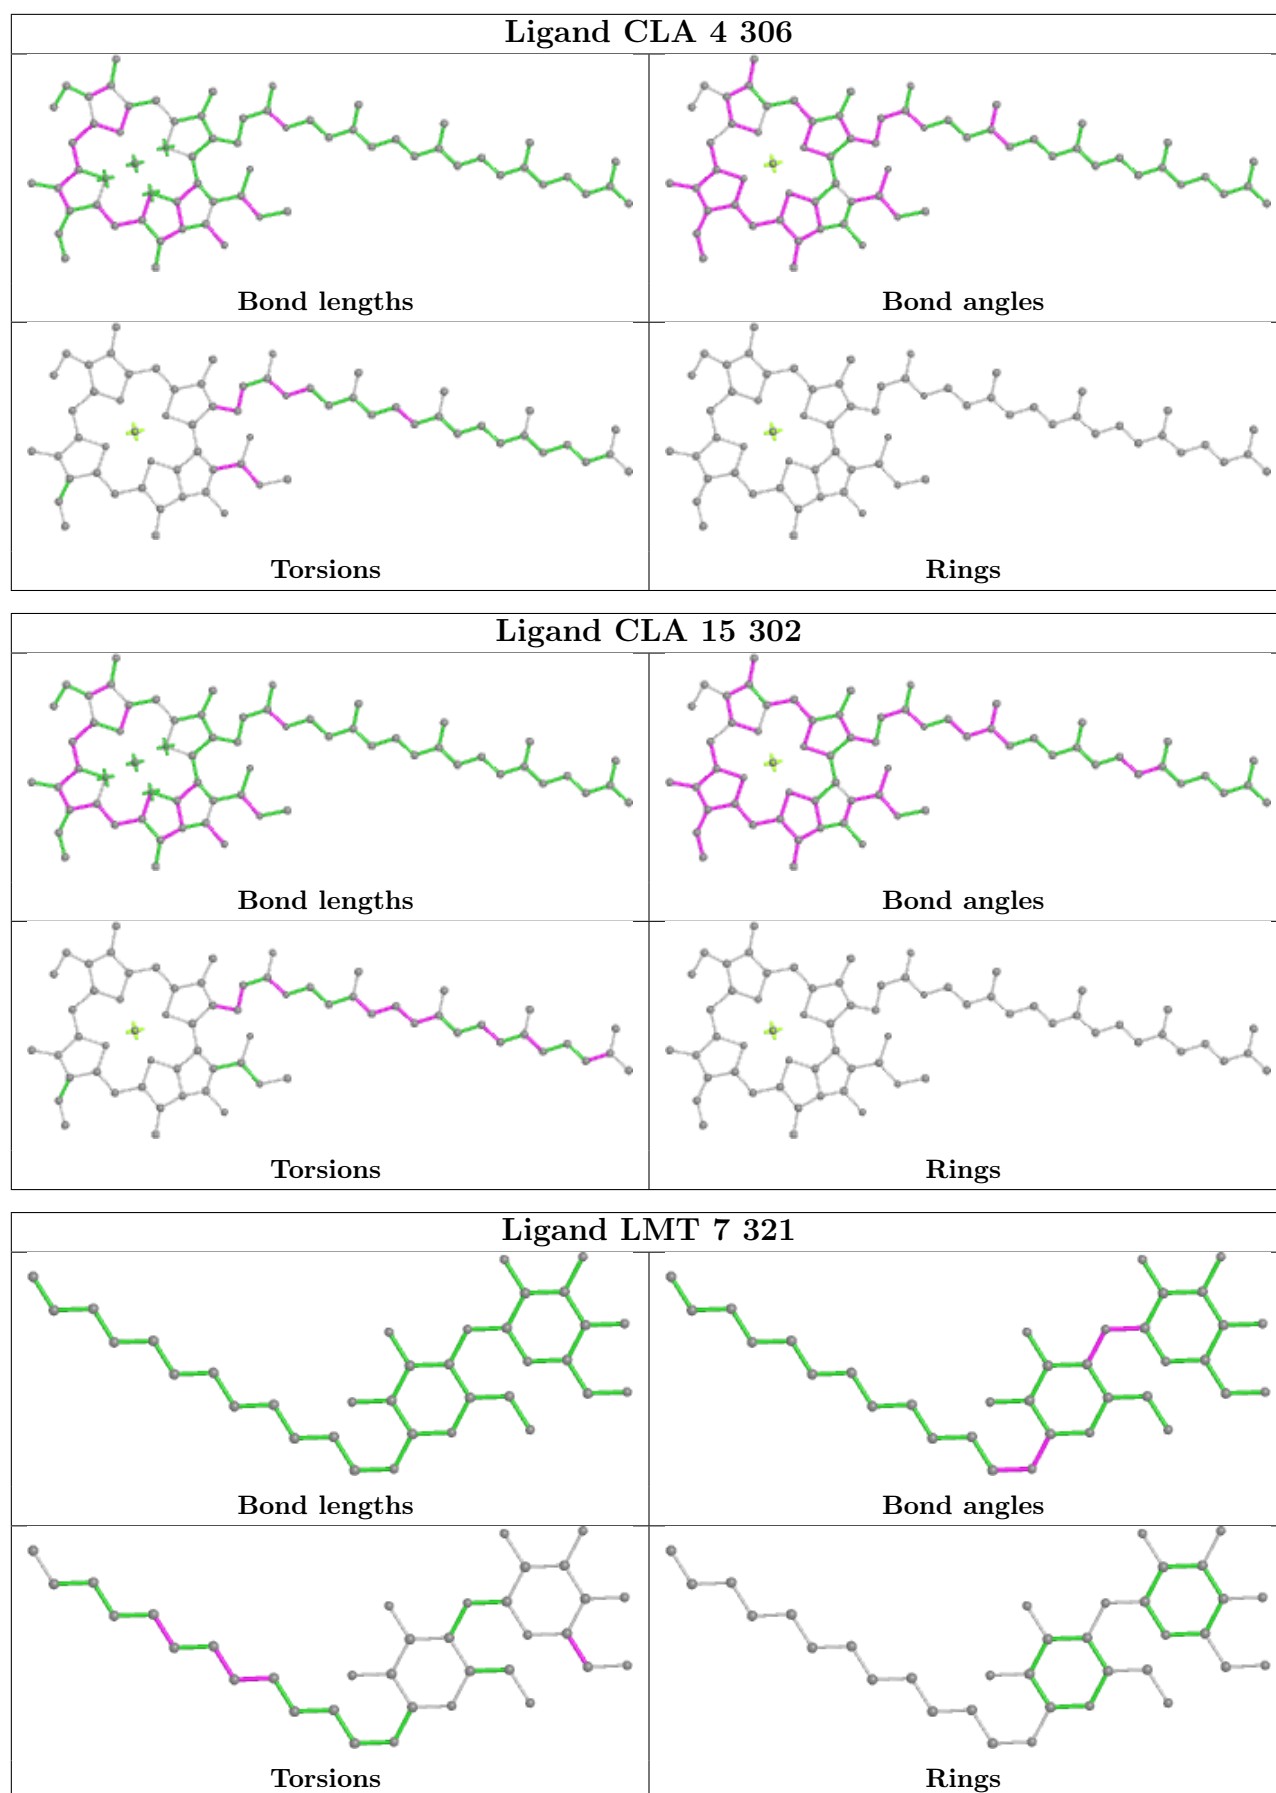 Ligand CLA 4 306
Bond lengths
Bond angles
Torsions
Rings
Ligand CLA 15 302
Bond lengths
Bond angles
Torsions
Rings
Ligand LMT 7 321
Bond lengths
Bond angles
Torsions
Rings